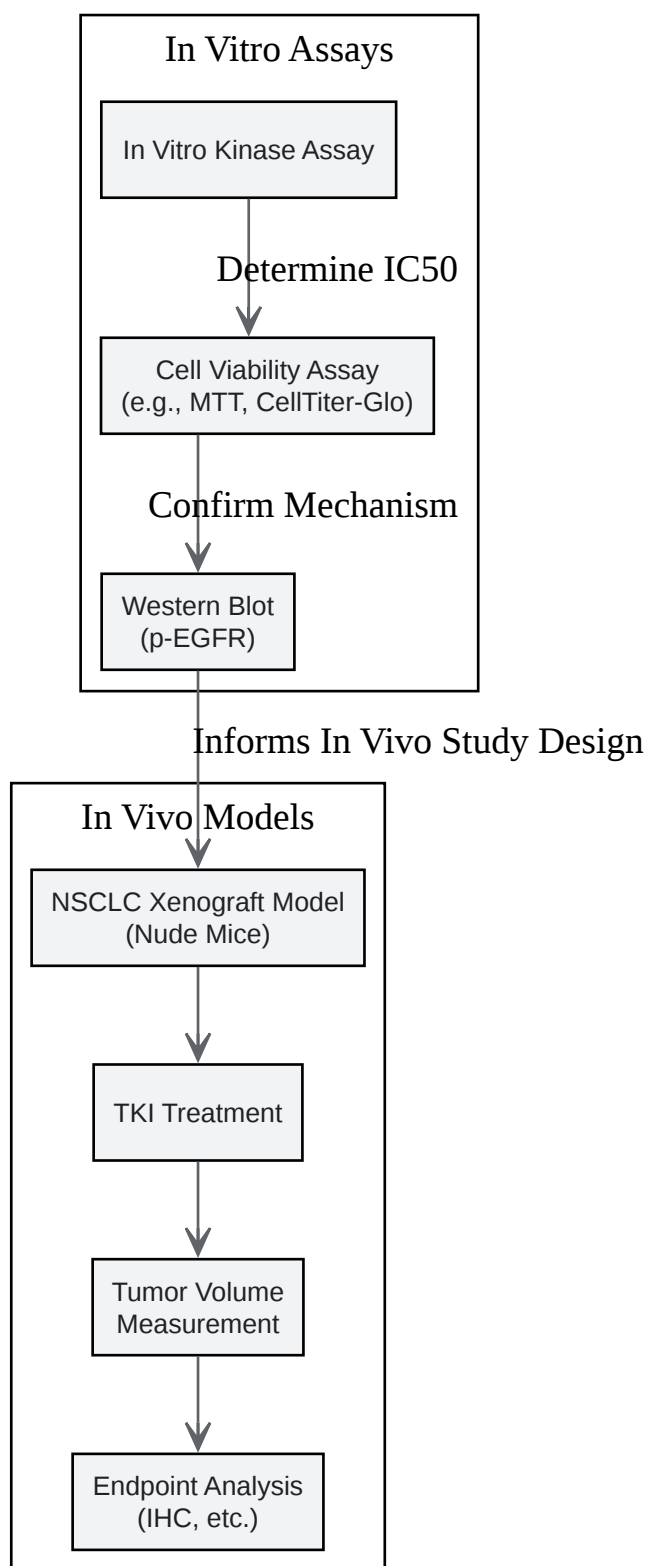 In Vitro Assays
In Vitro Kinase Assay
Determine IC50
Cell Viability Assay
(e.g., MTT, CellTiter-Glo)
Confirm Mechanism
Western Blot
(p-EGFR)
Informs In Vivo Study Design
In Vivo Models
NSCLC Xenograft Model
(Nude Mice)
TKI Treatment
Tumor Volume
Measurement
Endpoint Analysis
(IHC, etc.)